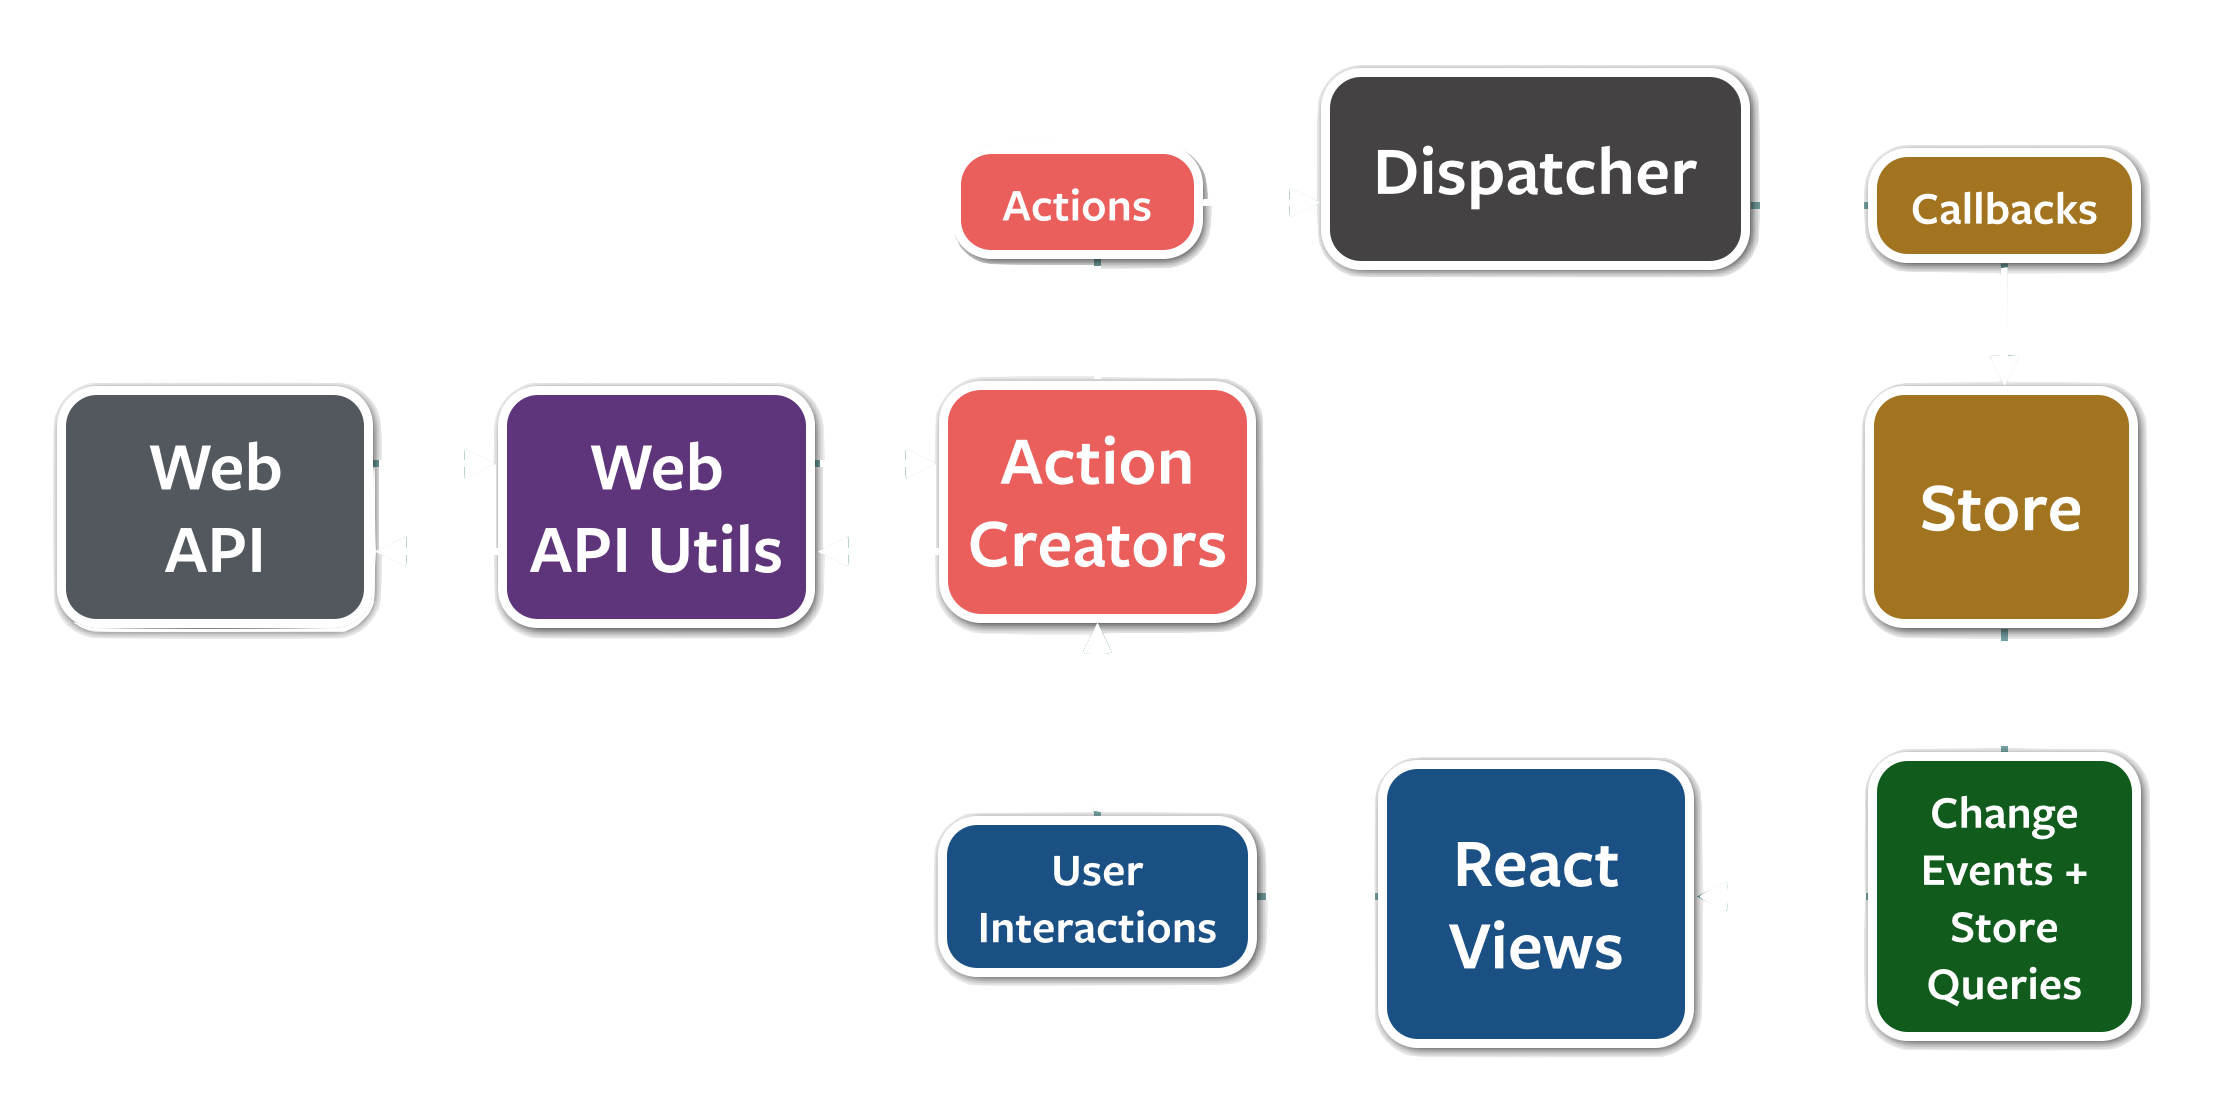 Actions
Dispatcher
Callbacks
Web
API
Web
API Utils
Action
Creators
Store
User
Interactions
React
Views
Change
Events +
Store
Queries